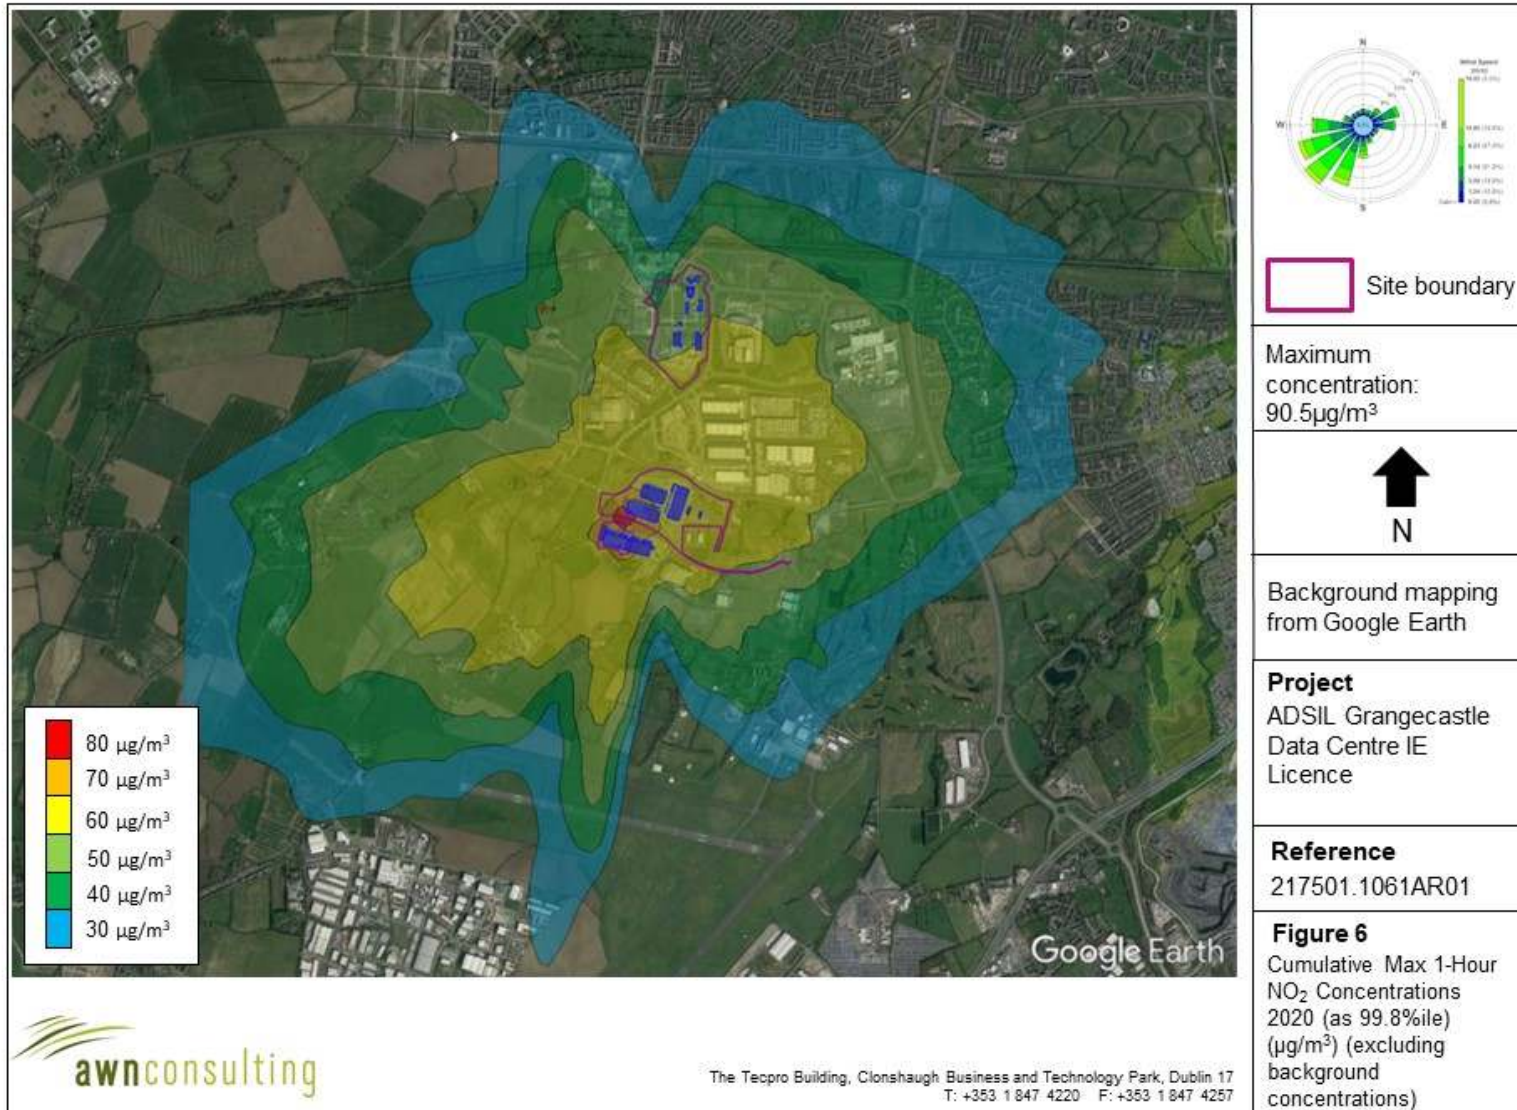 N
W
S
Site boundary
Maximum
concentration:
90.5µg/m³
N
Background mapping
from Google Earth
Project
ADSIL Grangecastle
Data Centre IE
Licence
Reference
217501.1061AR01
Figure 6
Cumulative Max 1-Hour
NO₂ Concentrations
2020 (as 99.8%ile)
(µg/m³) (excluding
background
concentrations)
80 µg/m³
70 µg/m³
60 µg/m³
50 µg/m³
40 µg/m³
30 µg/m³
Google Earth
awnconsulting
The Tecpro Building, Clonshaugh Business and Technology Park, Dublin 17
T: +353 1 847 4220 F: +353 1 847 4257